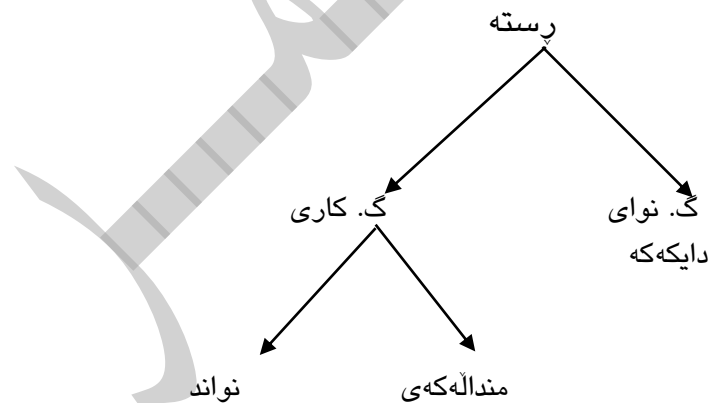 ڕستە
گ. نوای گ. کاری
دایکەکە
منداڵەکەی نواند